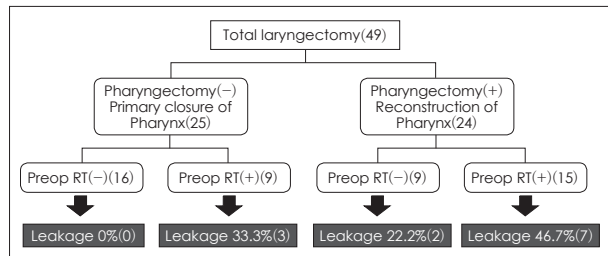 Total laryngectomy(49)
Pharyngectomy(−)
Primary closure of
Pharynx(25)
Pharyngectomy(+)
Reconstruction of
Pharynx(24)
Preop RT(−)(16)
Preop RT(+)(9)
Preop RT(−)(9)
Preop RT(+)(15)
Leakage 0%(0)
Leakage 33.3%(3)
Leakage 22.2%(2)
Leakage 46.7%(7)